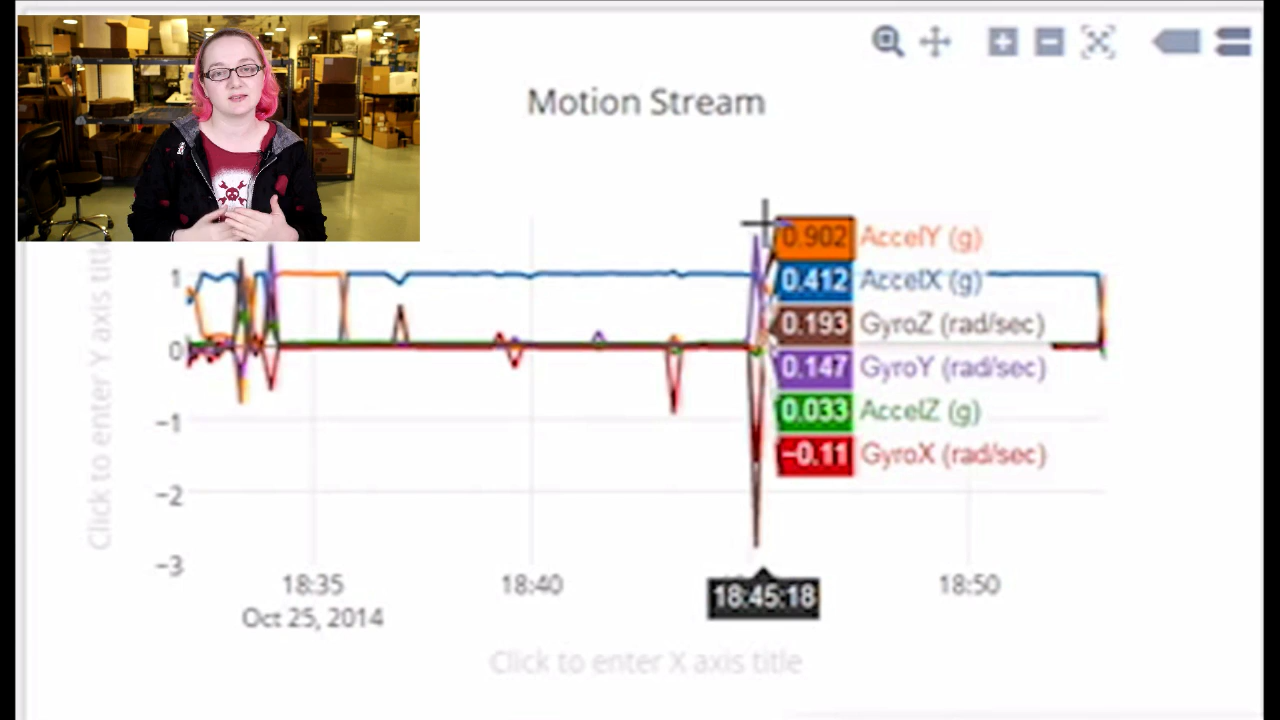 Motion Stream
Click to enter Y axis title
1
0
−1
−2
−3
0.902 AccelY (g)
0.412 AccelX (g)
0.193 GyroZ (rad/sec)
0.147 GyroY (rad/sec)
0.033 AccelZ (g)
−0.11 GyroX (rad/sec)
18:35
18:40
18:45:18
18:50
Oct 25, 2014
Click to enter X axis title